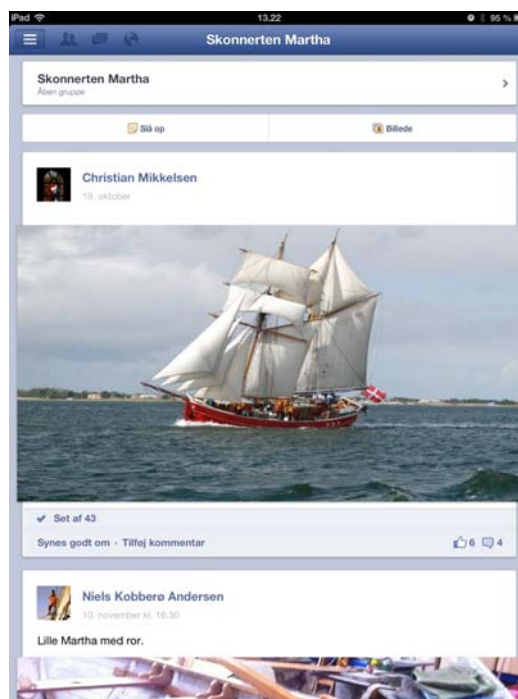 iPad 13.22 95 %
Skonnerten Martha
Skonnerten Martha
Åben gruppe
Slå op Billede
Christian Mikkelsen
19. oktober
Set af 43
Synes godt om · Tilføj kommentar 6 4
Niels Kobberø Andersen
10. november kl. 16:30
Lille Martha med ror.